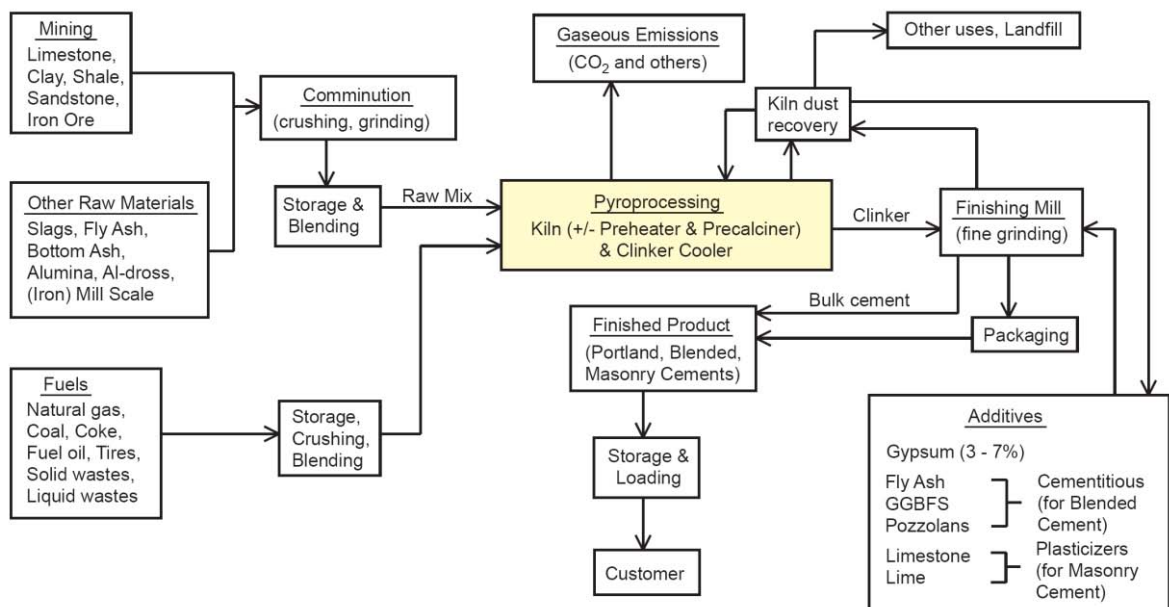 Mining
Limestone,
Clay, Shale,
Sandstone,
Iron Ore
Other Raw Materials
Slags, Fly Ash,
Bottom Ash,
Alumina, Al-dross,
(Iron) Mill Scale
Fuels
Natural gas,
Coal, Coke,
Fuel oil, Tires,
Solid wastes,
Liquid wastes
Comminution
(crushing, grinding)
Storage &
Blending
Raw Mix
Storage,
Crushing,
Blending
Gaseous Emissions
(CO₂ and others)
Pyroprocessing
Kiln (+/- Preheater & Precalciner)
& Clinker Cooler
Kiln dust
recovery
Other uses, Landfill
Clinker
Finishing Mill
(fine grinding)
Bulk cement
Packaging
Finished Product
(Portland, Blended,
Masonry Cements)
Storage &
Loading
Customer
Additives
Gypsum (3 - 7%)
Fly Ash
GGBFS
Pozzolans
Cementitious
(for Blended
Cement)
Limestone
Lime
Plasticizers
(for Masonry
Cement)